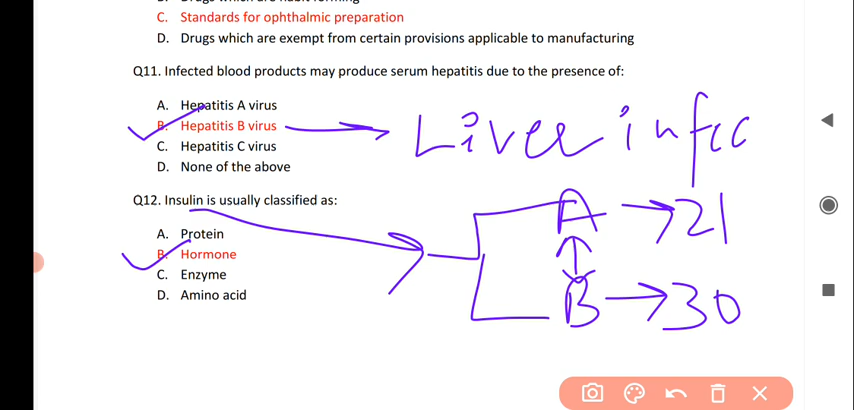 C. Standards for ophthalmic preparation
D. Drugs which are exempt from certain provisions applicable to manufacturing
Q11. Infected blood products may produce serum hepatitis due to the presence of:
A. Hepatitis A virus
B. Hepatitis B virus
Liver infec
C. Hepatitis C virus
D. None of the above
Q12. Insulin is usually classified as:
A → 21
A. Protein
B. Hormone
C. Enzyme
B → 30
D. Amino acid